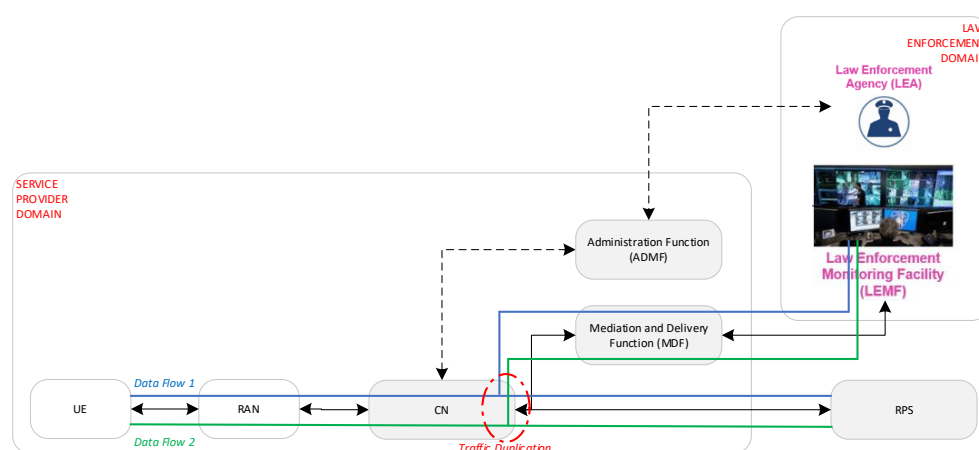 LAW
ENFORCEMENT
DOMAIN
Law Enforcement
Agency (LEA)
SERVICE
PROVIDER
DOMAIN
Administration Function
(ADMF)
Law Enforcement
Monitoring Facility
(LEMF)
Mediation and Delivery
Function (MDF)
Data Flow 1
UE
RAN
CN
RPS
Data Flow 2
Traffic Duplication